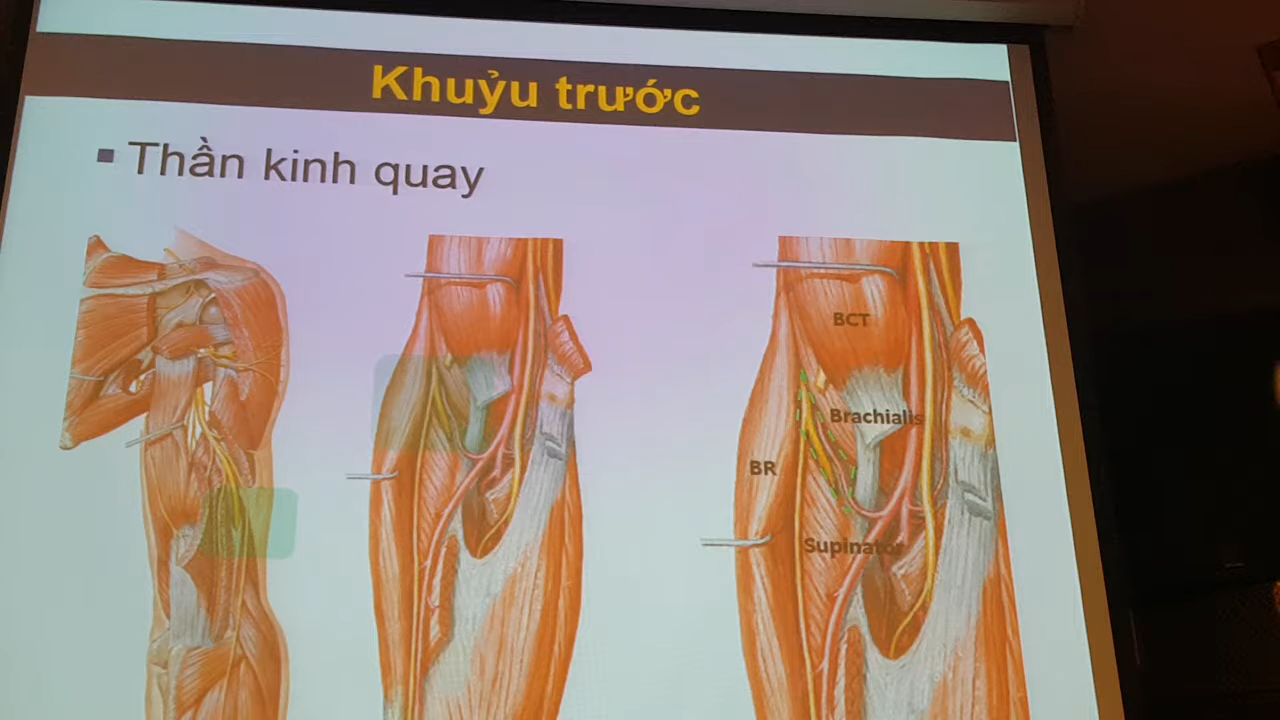 Khuỷu trước
▪ Thần kinh quay
BCT
Brachialis
BR
Supinator